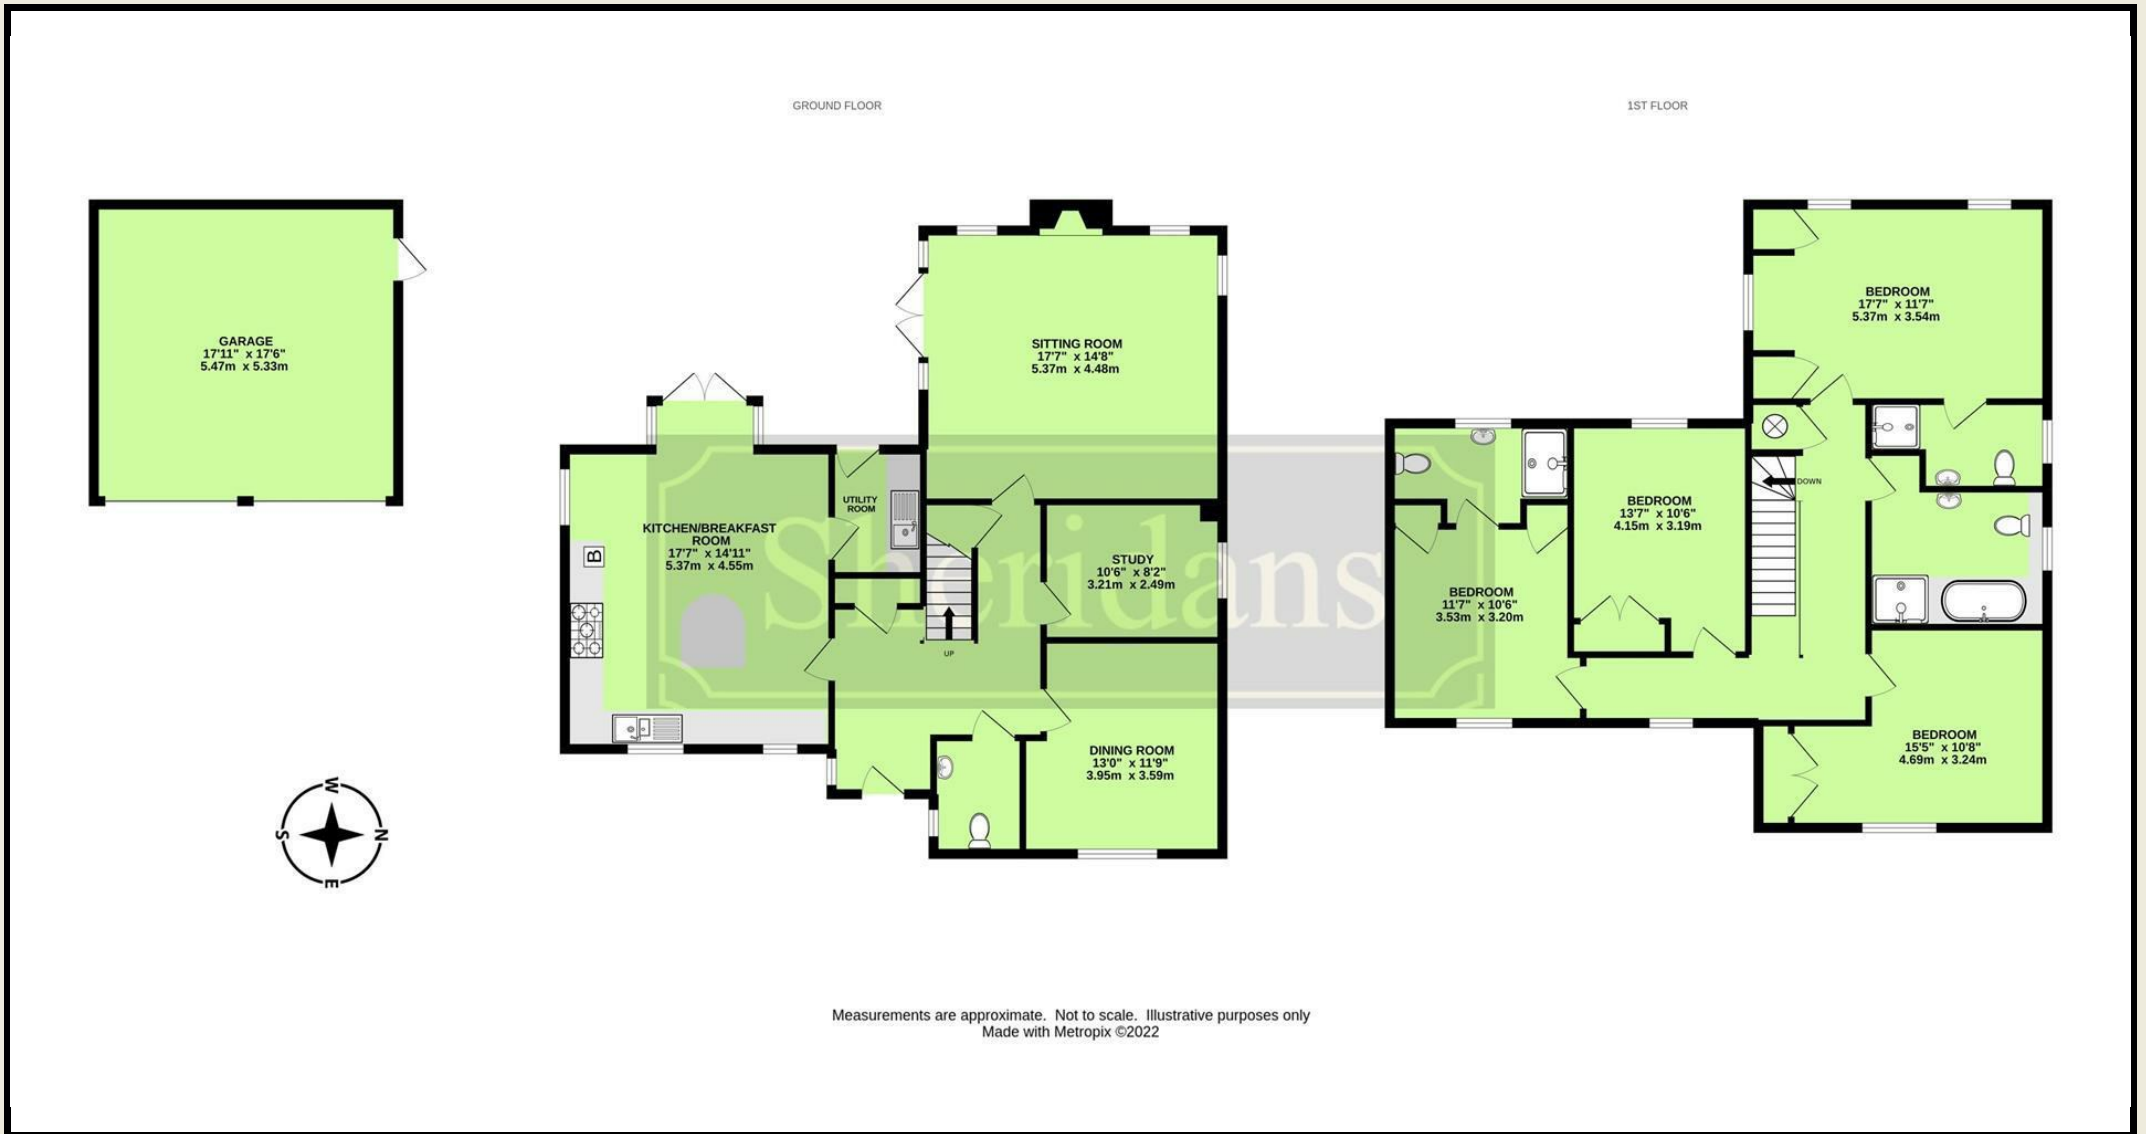 GROUND FLOOR
1ST FLOOR
GARAGE
17'11" x 17'6"
5.47m x 5.33m
SITTING ROOM
17'7" x 14'8"
5.37m x 4.48m
KITCHEN/BREAKFAST
ROOM
17'7" x 14'11"
5.37m x 4.55m
UTILITY
ROOM
B
STUDY
10'6" x 8'2"
3.21m x 2.49m
UP
DINING ROOM
13'0" x 11'9"
3.95m x 3.59m
BEDROOM
17'7" x 11'7"
5.37m x 3.54m
BEDROOM
13'7" x 10'6"
4.15m x 3.19m
DOWN
BEDROOM
11'7" x 10'6"
3.53m x 3.20m
BEDROOM
15'5" x 10'8"
4.69m x 3.24m
Sheridans
W
S
N
E
Measurements are approximate. Not to scale. Illustrative purposes only
Made with Metropix ©2022